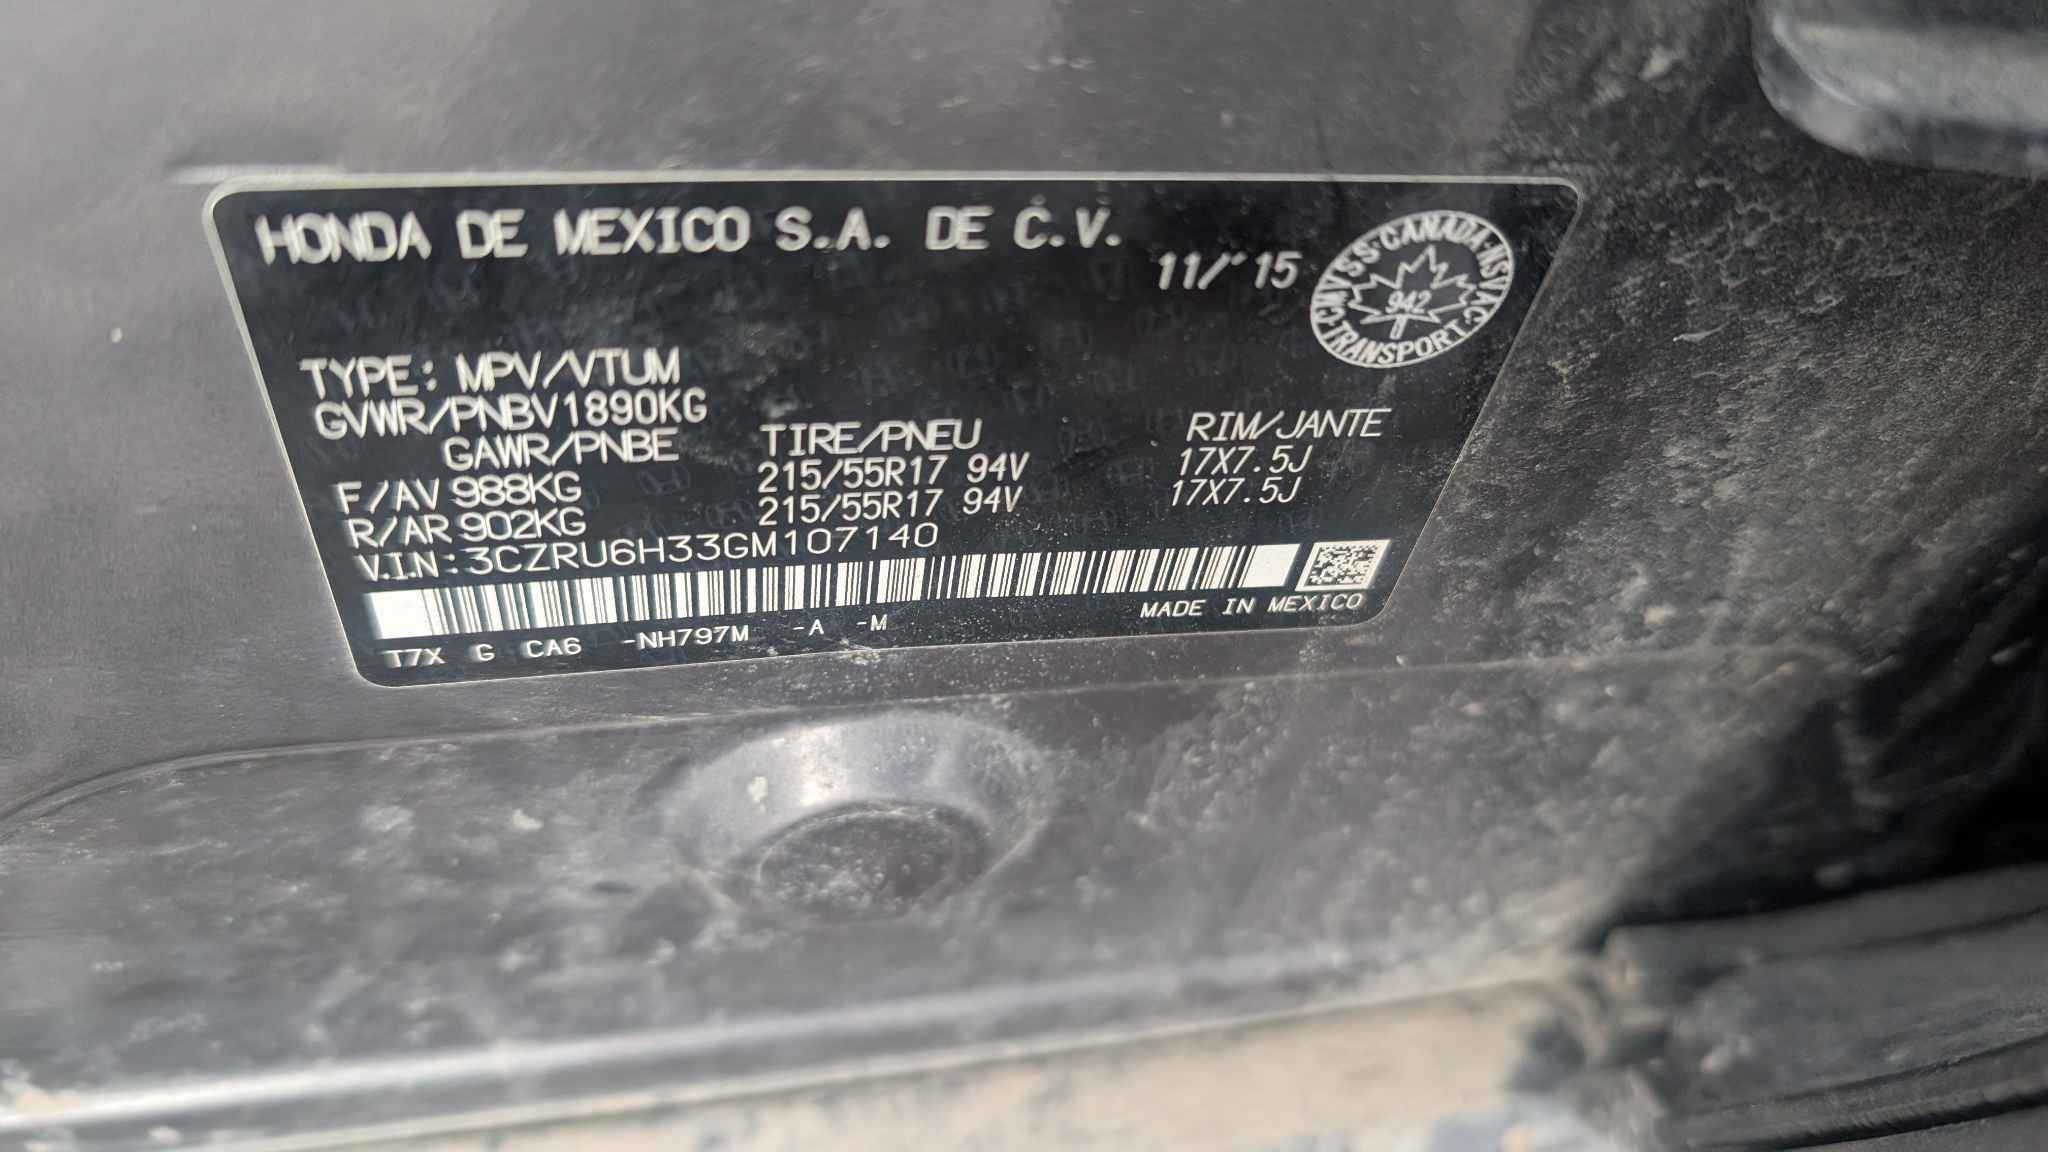 HONDA DE MEXICO S.A. DE C.V.
11/ 15
CMVSS·CANADA·NSVAC·TRANSPORT·
942
TYPE: MPV/VTUM
GVWR/PNBV1890KG
GAWR/PNBE TIRE/PNEU RIM/JANTE
F/AV 988KG 215/55R17 94V 17X7.5J
R/AR 902KG 215/55R17 94V 17X7.5J
V.I.N:3CZRU6H33GM107140
MADE IN MEXICO
T7X G CA6 -NH797M -A -M